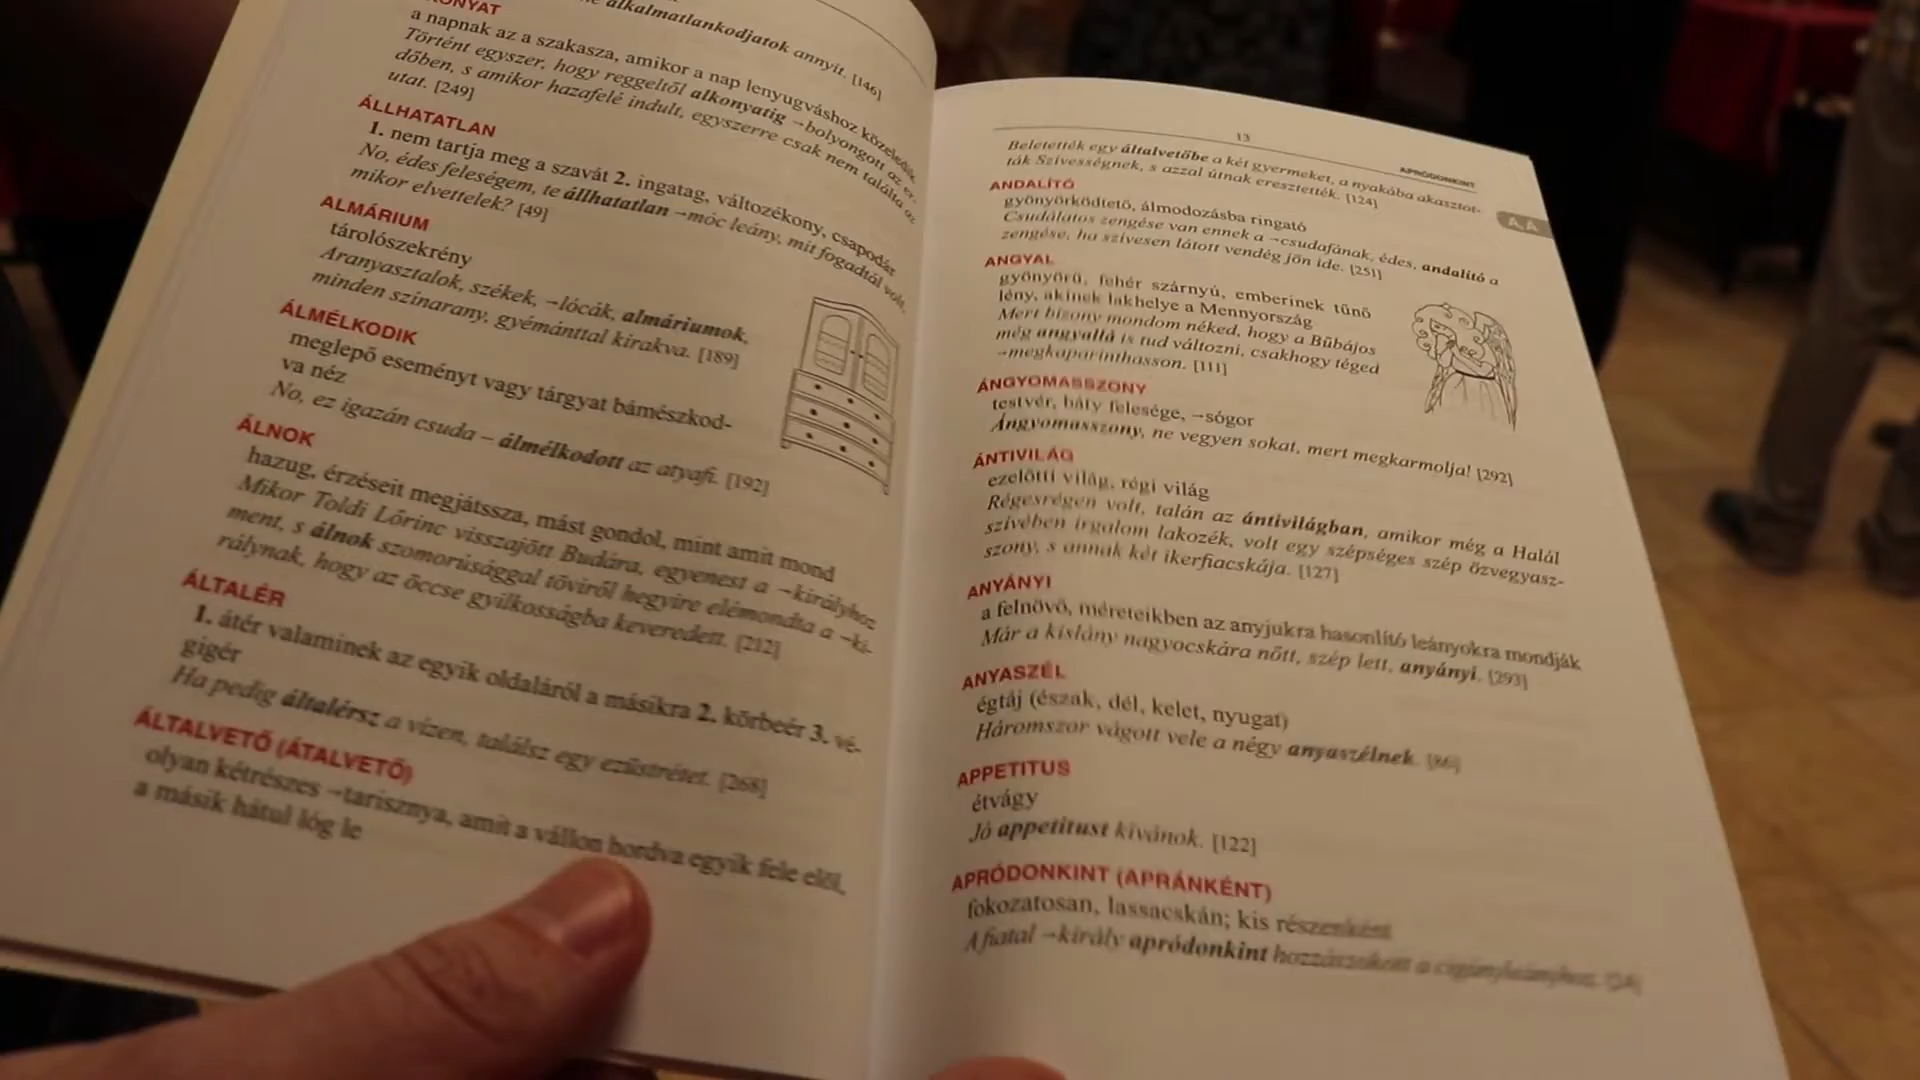 alkalmatlankodjatok annyit. [146]
a napnak az a szakasza, amikor a nap lenyugváshoz közeledik
Történt egyszer, hogy reggeltől alkonyatig →bolyongott az er-
dőben, s amikor hazafelé indult, egyszerre csak nem találta az
utat. [249]
ÁLLHATATLAN
1. nem tartja meg a szavát 2. ingatag, változékony, csapodár
No, édes feleségem, te állhatatlan →móc leány, mit fogadtál volt,
mikor elvettelek? [49]
ALMÁRIUM
tárolószekrény
Aranyasztalok, székek, →lócák, almáriumok,
minden színarany, gyémánttal kirakva. [189]
ÁLMÉLKODIK
meglepő eseményt vagy tárgyat bámészkod-
va néz
No, ez igazán csuda – álmélkodott az atyafi. [192]
ÁLNOK
hazug, érzéseit megjátssza, mást gondol, mint amit mond
Mikor Toldi Lőrinc visszajött Budára, egyenest a →királyhoz
ment, s álnok szomorúsággal töviről hegyire elémondta a →ki-
rálynak, hogy az öccse gyilkosságba keveredett. [212]
ÁLTALÉR
1. átér valaminek az egyik oldaláról a másikra 2. körbeér 3. vé-
gigér
Ha pedig általérsz a vízen, találsz egy ezüstrétet. [268]
ÁLTALVETŐ (ÁTALVETŐ)
olyan kétrészes →tarisznya, amit a vállon hordva egyik fele elöl,
a másik hátul lóg le
13
APRÓDONKINT
Beletették egy általvetőbe a két gyermeket, a nyakába akasztot-
ták Szívességnek, s azzal útnak eresztették. [124]
A,Á
ANDALÍTÓ
gyönyörködtető, álmodozásba ringató
Csudálatos zengése van ennek a →csudafának, édes, andalító a
zengése, ha szívesen látott vendég jön ide. [251]
ANGYAL
gyönyörű, fehér szárnyú, emberinek tűnő
lény, akinek lakhelye a Mennyország
Mert bizony mondom néked, hogy a Bűbájos
még angyallá is tud változni, csakhogy téged
→megkaparinthasson. [111]
ÁNGYOMASSZONY
testvér, báty felesége, →sógor
Ángyomasszony, ne vegyen sokat, mert megkarmolja! [292]
ÁNTIVILÁG
ezelőtti világ, régi világ
Régesrégen volt, talán az ántivilágban, amikor még a Halál
szívében irgalom lakozék, volt egy szépséges szép özvegyasz-
szony, s annak két ikerfiacskája. [127]
ANYÁNYI
a felnövő, méreteikben az anyjukra hasonlító leányokra mondják
Már a kislány nagyocskára nőtt, szép lett, anyányi. [293]
ANYASZÉL
égtáj (észak, dél, kelet, nyugat)
Háromszor vágott vele a négy anyaszélnek. [86]
APPETITUS
étvágy
Jó appetitust kívánok. [122]
APRÓDONKINT (APRÁNKÉNT)
fokozatosan, lassacskán; kis részenként
A fiatal →király apródonkint hozzászokott a cigányleányhoz.